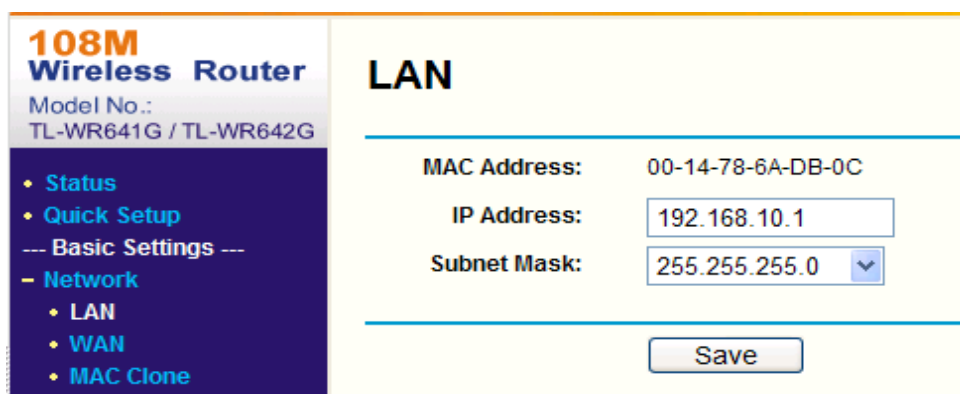 108M
Wireless Router
Model No.:
TL-WR641G / TL-WR642G
• Status
• Quick Setup
--- Basic Settings ---
– Network
• LAN
• WAN
• MAC Clone
LAN
MAC Address: 00-14-78-6A-DB-0C
IP Address: 192.168.10.1
Subnet Mask: 255.255.255.0
Save